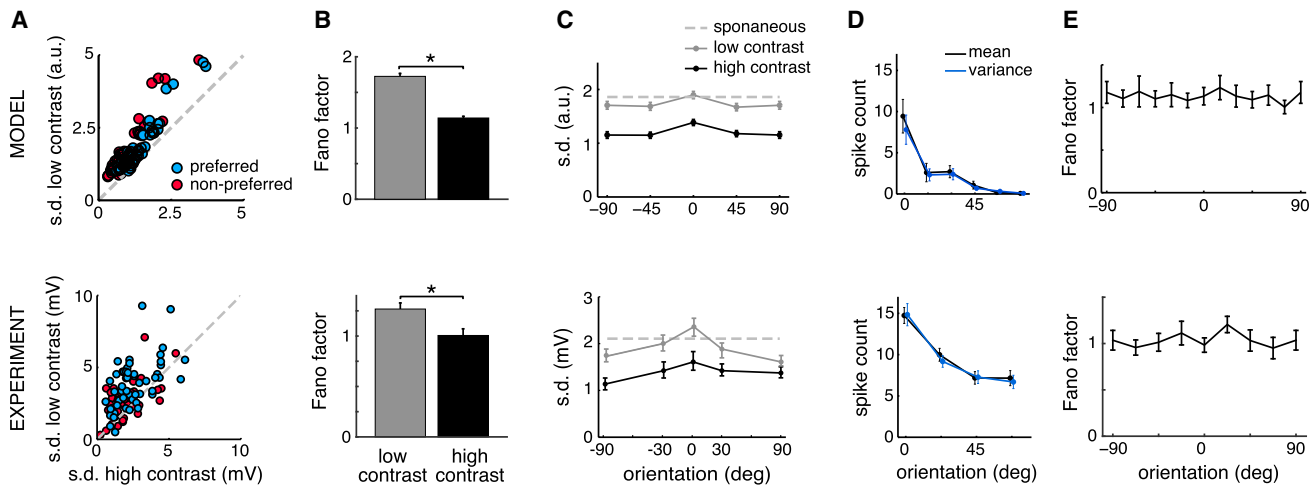 A
MODEL
s.d. low contrast (a.u.)
5
2.5
0
0
2.5
5
preferred
non-preferred
B
Fano factor
2
1
0
*
C
sponaneous
low contrast
high contrast
s.d. (a.u.)
2
1
0
−90
−45
0
45
90
D
mean
variance
spike count
15
10
5
0
0
45
E
Fano factor
1
0
−90
0
90
EXPERIMENT
s.d. low contrast (mV)
10
5
0
0
5
10
s.d. high contrast (mV)
Fano factor
1
0
*
low
contrast
high
contrast
s.d. (mV)
3
2
1
0
-90
-30
0
30
90
orientation (deg)
spike count
15
10
5
0
0
45
orientation (deg)
Fano factor
1
0
-90
0
90
orientation (deg)